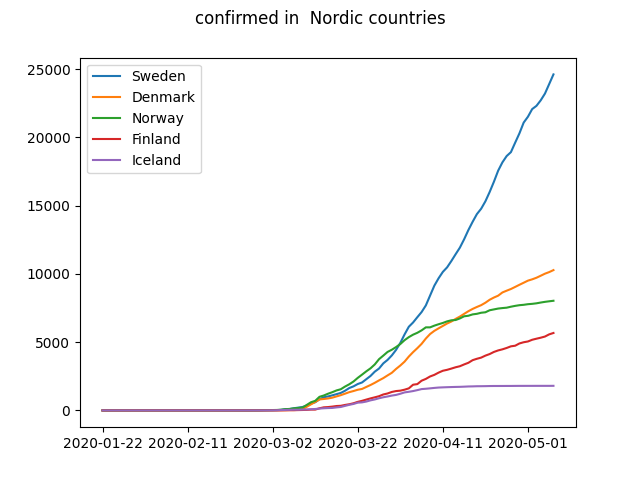 confirmed in  Nordic countries
25000
20000
15000
10000
5000
0
Sweden
Denmark
Norway
Finland
Iceland
2020-01-22 2020-02-11 2020-03-02 2020-03-22 2020-04-11 2020-05-01